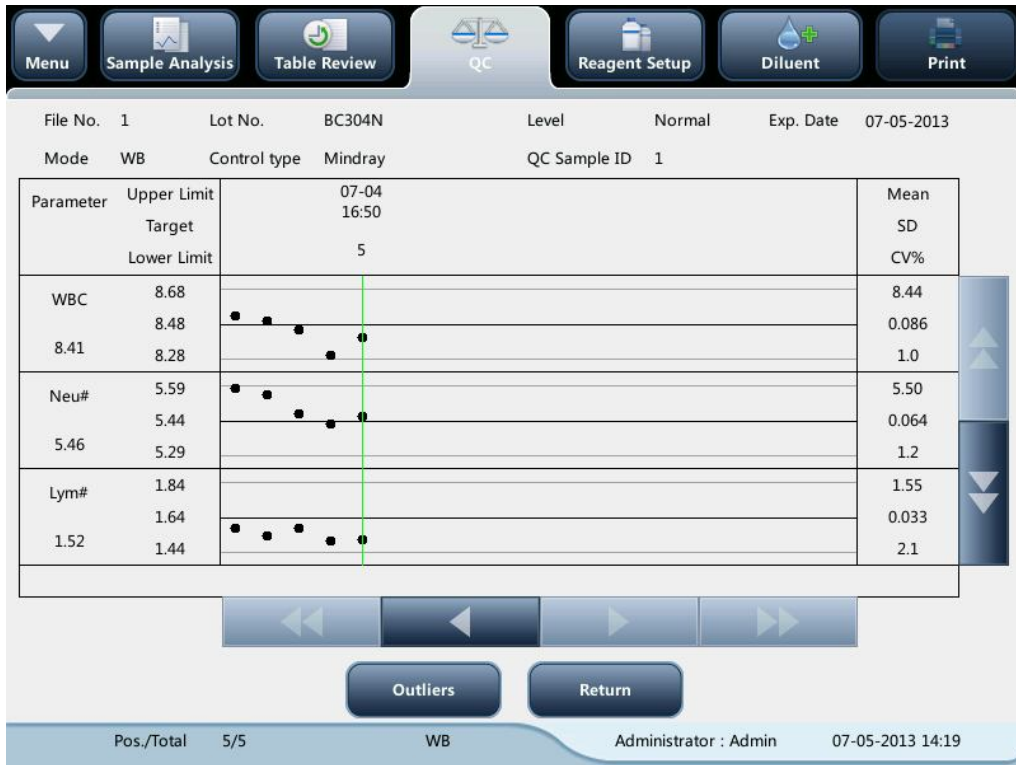 Menu Sample Analysis Table Review QC Reagent Setup Diluent Print
File No. 1 Lot No. BC304N Level Normal Exp. Date 07-05-2013
Mode WB Control type Mindray QC Sample ID 1
Parameter Upper Limit 07-04 Mean
16:50
Target SD
5
Lower Limit CV%
WBC 8.68 8.44
8.48 0.086
8.41 8.28 1.0
Neu# 5.59 5.50
5.44 0.064
5.46 5.29 1.2
Lym# 1.84 1.55
1.64 0.033
1.52 1.44 2.1
Outliers Return
Pos./Total 5/5 WB Administrator : Admin 07-05-2013 14:19